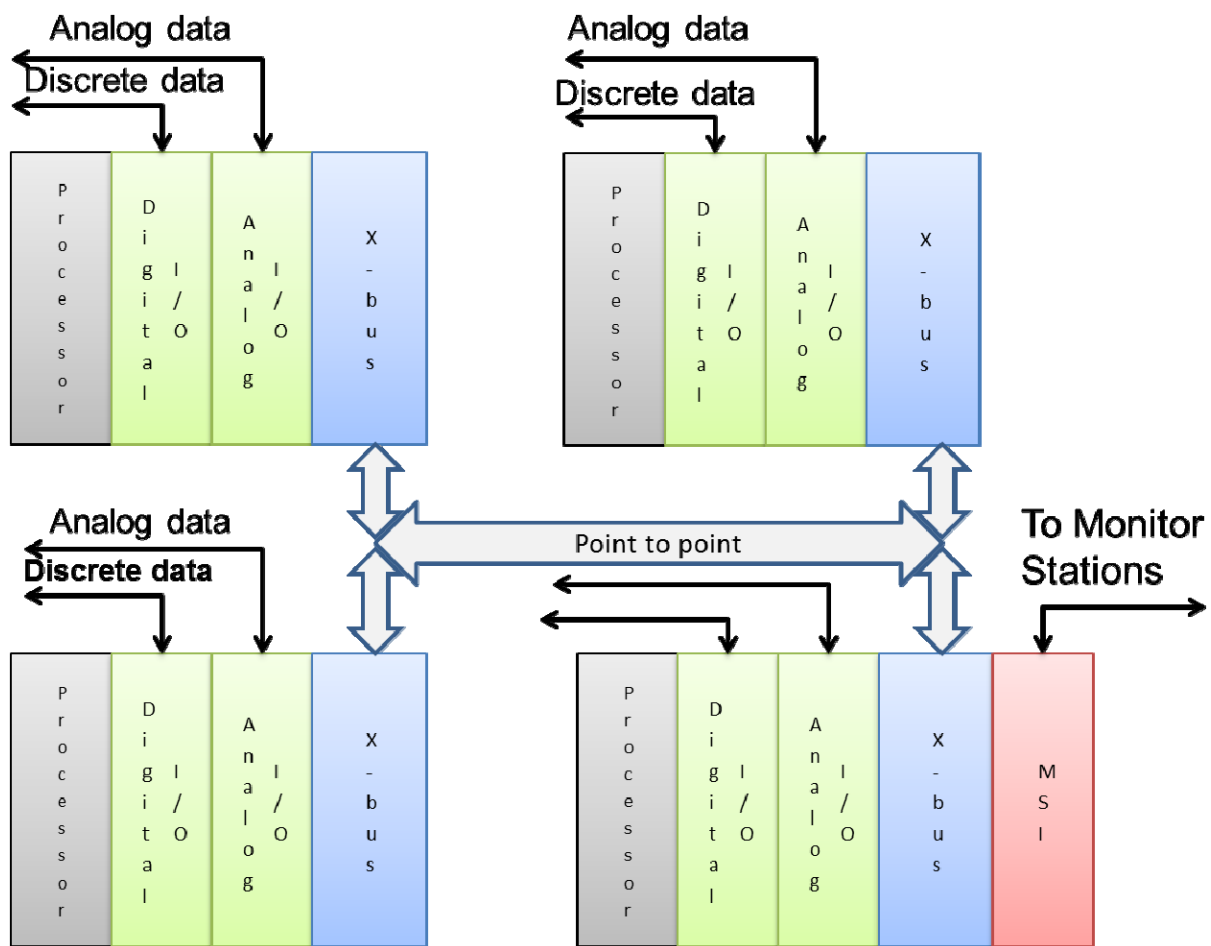 Analog data
Discrete data
Processor
Digital
I/O
Analog
I/O
X-bus
Analog data
Discrete data
Processor
Digital
I/O
Analog
I/O
X-bus
Point to point
Analog data
Discrete data
Processor
Digital
I/O
Analog
I/O
X-bus
To Monitor
Stations
Processor
Digital
I/O
Analog
I/O
X-bus
MSI